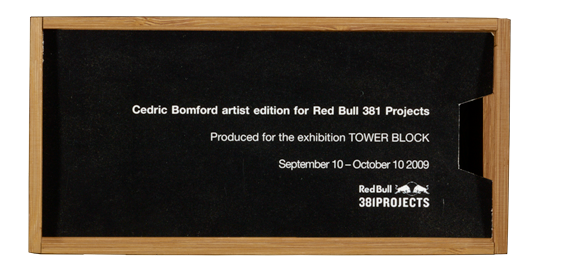 Cedric Bomford artist edition for Red Bull 381 Projects
Produced for the exhibition TOWER BLOCK
September 10 – October 10 2009
Red Bull
381PROJECTS